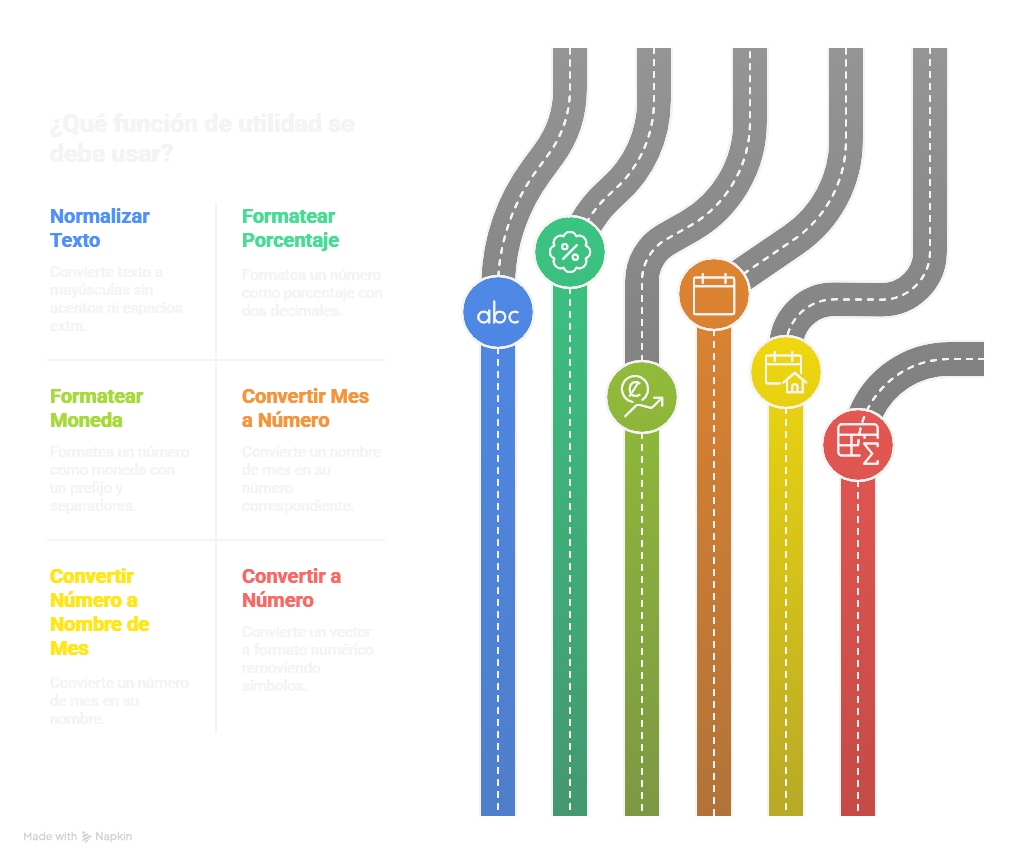 ¿Qué función de utilidad se
debe usar?
Normalizar
Texto
Convierte texto a
mayúsculas sin
acentos ni espacios
extra.
Formatear
Porcentaje
Formatea un número
como porcentaje con
dos decimales.
Formatear
Moneda
Formatea un número
como moneda con
un prefijo y
separadores.
Convertir Mes
a Número
Convierte un nombre
de mes en su
número
correspondiente.
Convertir
Número a
Nombre de
Mes
Convierte un número
de mes en su
nombre.
Convertir a
Número
Convierte un vector
a formato numérico
removiendo
símbolos.
abc
%
Σ
Made with Napkin